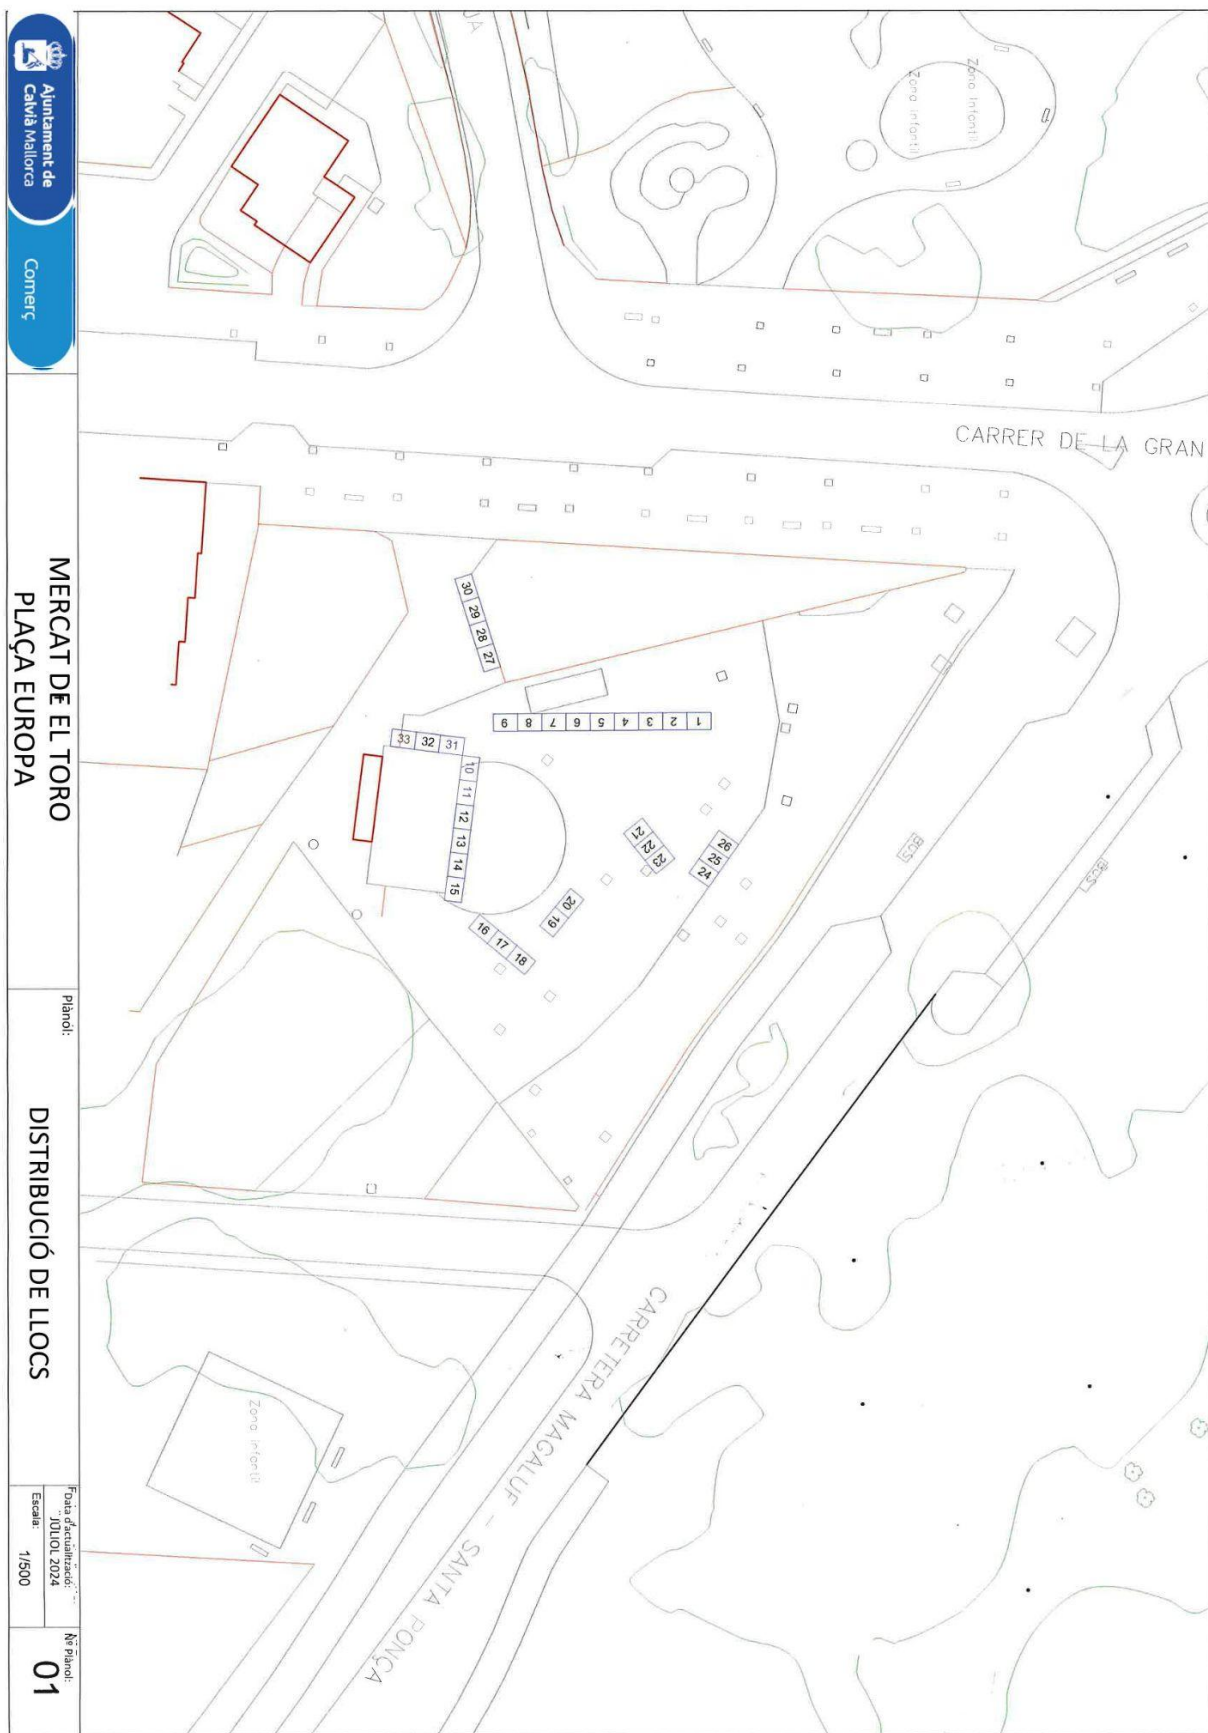 Ajuntament de
Calvià Mallorca
Comerç
MERCAT DE EL TORO
PLAÇA EUROPA
Plànol:
DISTRIBUCIÓ DE LLOCS
Data d'actualització:
JULIOL 2024
Escala:
1/500
Nº Plànol:
01
JA
Zona infantil
Zona infantil
CARRER DE LA GRAN
30 29 28 27
9 8 7 6 5 4 3 2 1
33 32 31
10
11
12
13
14
15
16 17 18
19 20
21 22 23
26
25
24
BUS
BUS
CARRETERA MAGALUF - SANTA PONÇA
Zona infantil